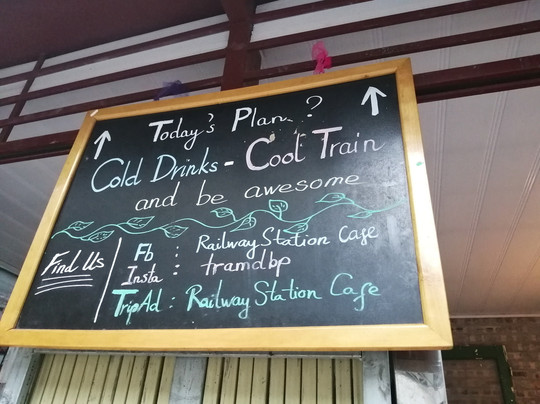 Today's Plan ?
Cold Drinks - Cool Train
and be awesome
Find Us
Fb : Railway Station Cafe
Insta : tramdbp
TripAd : Railway Station Cafe